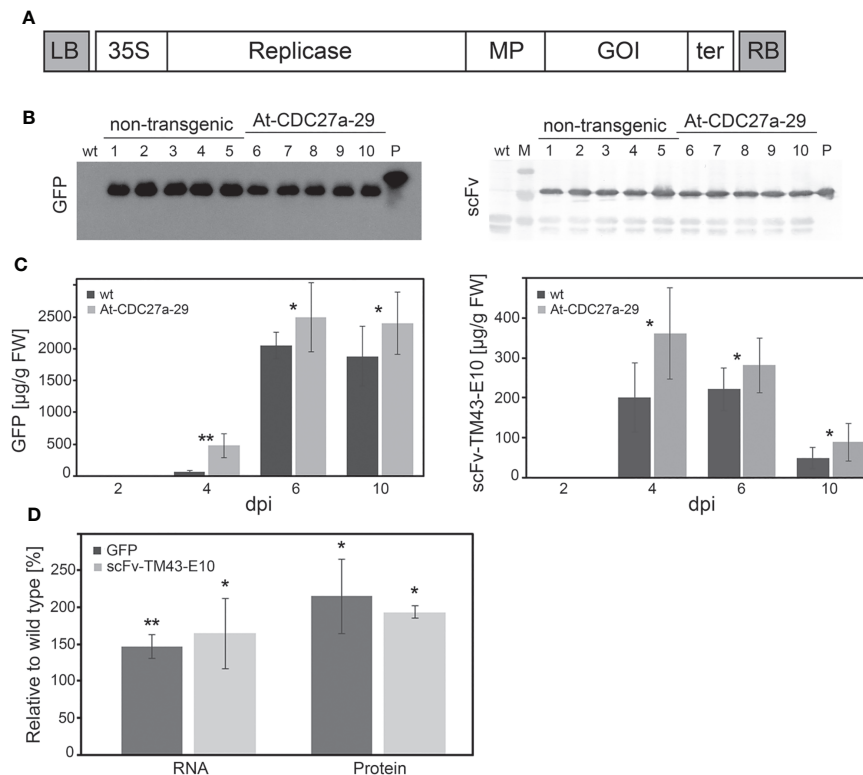 A
LB 35S Replicase MP GOI ter RB
B
non-transgenic At-CDC27a-29
wt 1 2 3 4 5 6 7 8 9 10 P
GFP
non-transgenic At-CDC27a-29
wt M 1 2 3 4 5 6 7 8 9 10 P
scFv
C
GFP [µg/g FW]
2500
2000
1500
1000
500
0
wt
At-CDC27a-29
** * *
2 4 6 10
dpi
scFv-TM43-E10 [µg/g FW]
400
300
200
100
0
wt
At-CDC27a-29
* * *
2 4 6 10
dpi
D
Relative to wild type [%]
250
200
150
100
50
0
GFP
scFv-TM43-E10
** * * *
RNA Protein